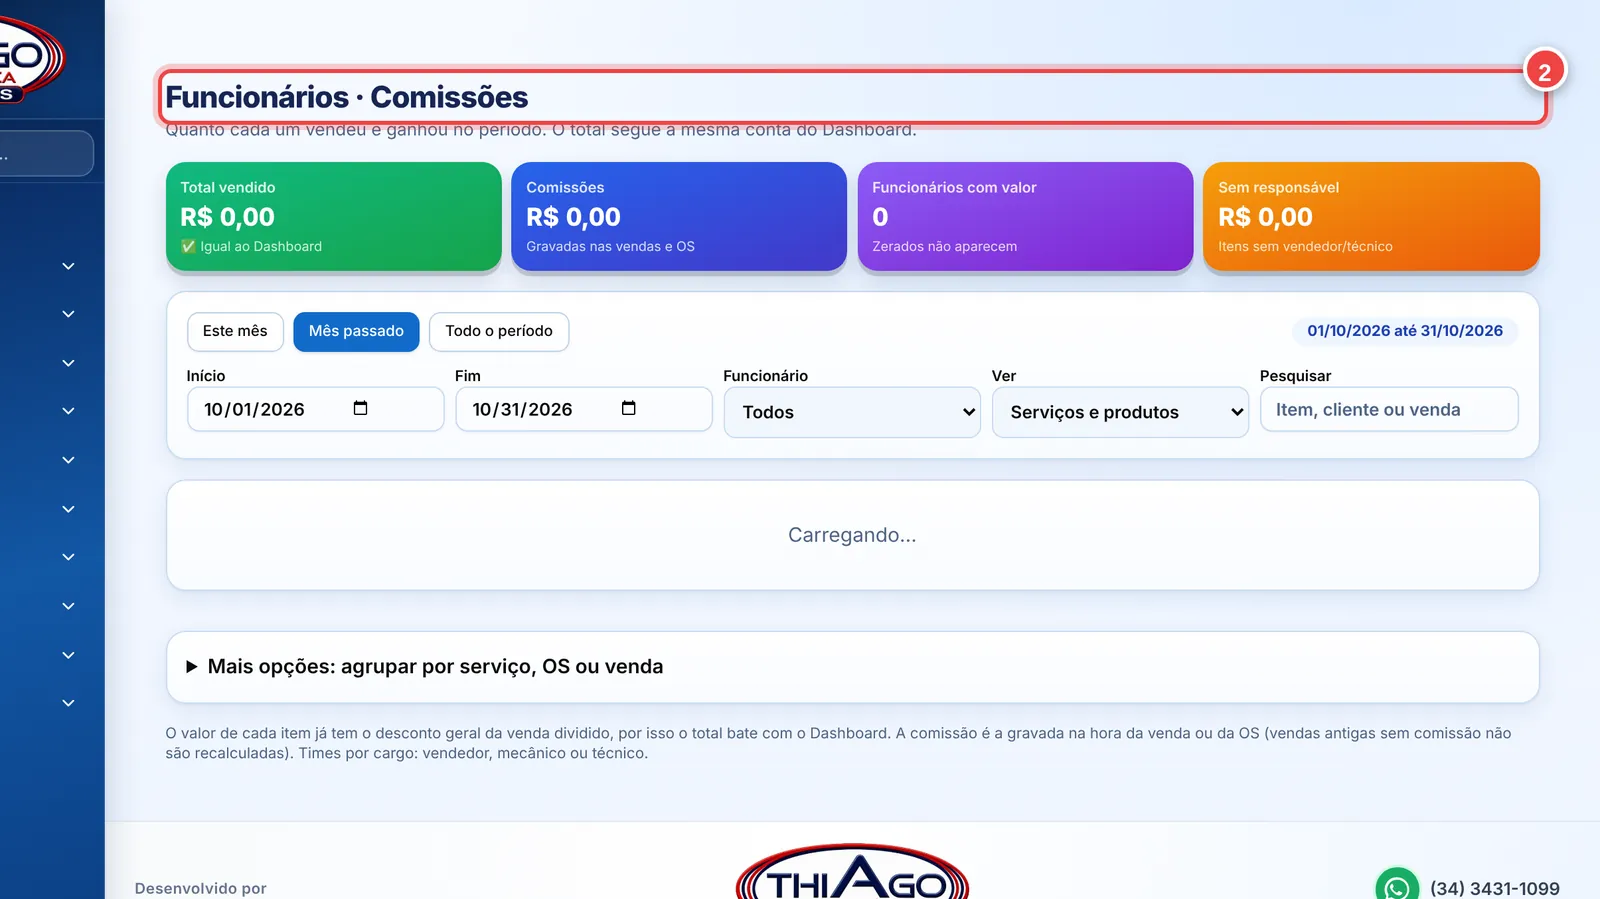 GO
S
2
Funcionários · Comissões
Quanto cada um vendeu e ganhou no período. O total segue a mesma conta do Dashboard.
Total vendido
R$ 0,00
✅ Igual ao Dashboard
Comissões
R$ 0,00
Gravadas nas vendas e OS
Funcionários com valor
0
Zerados não aparecem
Sem responsável
R$ 0,00
Itens sem vendedor/técnico
Este mês
Mês passado
Todo o período
01/10/2026 até 31/10/2026
Início
Fim
Funcionário
Ver
Pesquisar
10/01/2026
10/31/2026
Todos
Serviços e produtos
Item, cliente ou venda
Carregando...
Mais opções: agrupar por serviço, OS ou venda
O valor de cada item já tem o desconto geral da venda dividido, por isso o total bate com o Dashboard. A comissão é a gravada na hora da venda ou da OS (vendas antigas sem comissão não
são recalculadas). Times por cargo: vendedor, mecânico ou técnico.
Desenvolvido por
THIAGO
(34) 3431-1099